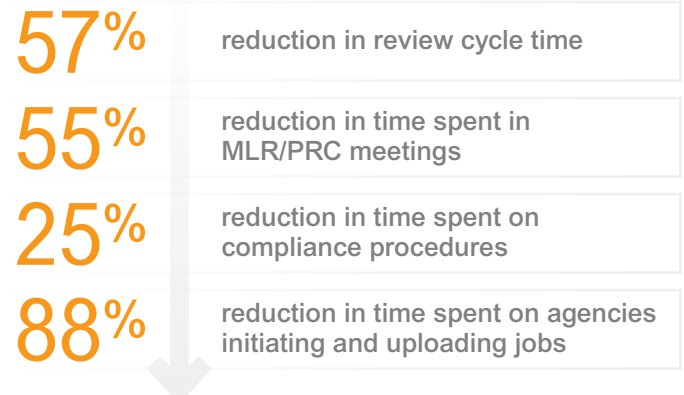 57% reduction in review cycle time
55% reduction in time spent in
MLR/PRC meetings
25% reduction in time spent on
compliance procedures
88% reduction in time spent on agencies
initiating and uploading jobs